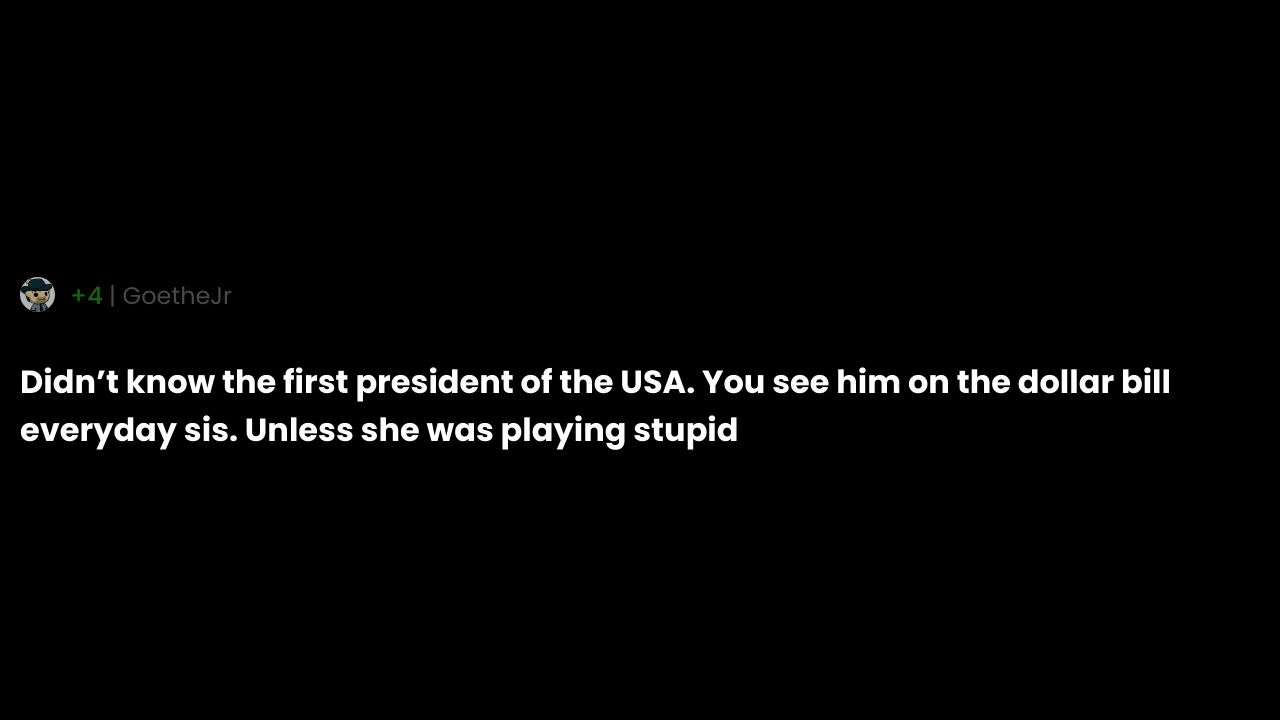 +4 | GoetheJr
Didn’t know the first president of the USA. You see him on the dollar bill
everyday sis. Unless she was playing stupid